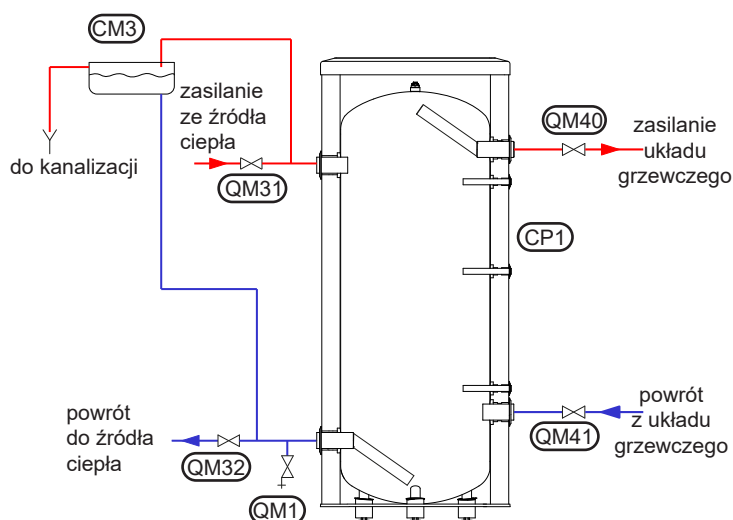 CM3
zasilanie
ze źródła
ciepła
do kanalizacji
QM31
QM40
zasilanie
układu
grzewczego
CP1
powrót
do źródła
ciepła
QM32
QM1
QM41
powrót
z układu
grzewczego